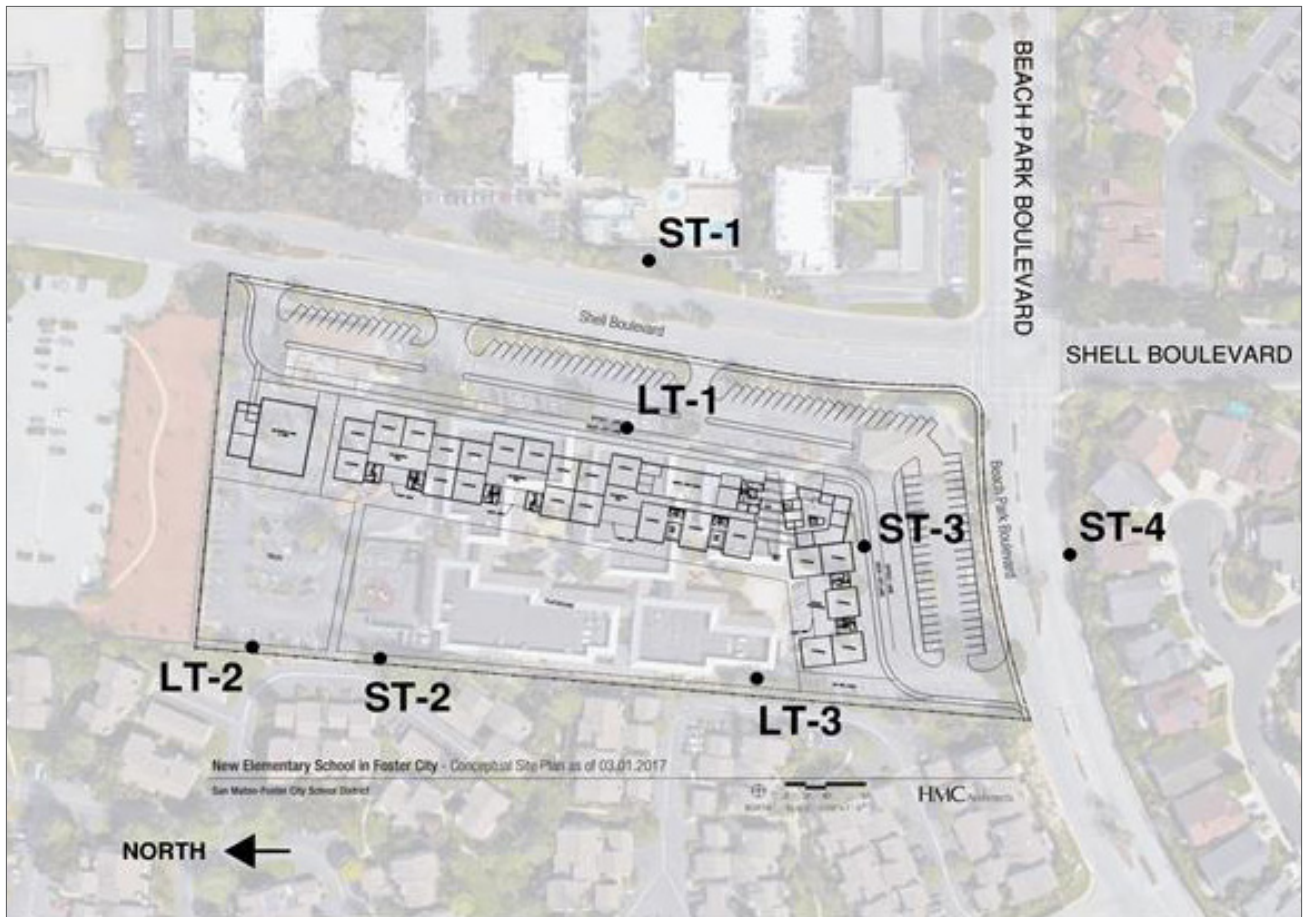 BEACH PARK BOULEVARD
ST-1
Shell Boulevard
SHELL BOULEVARD
LT-1
Beach Park Boulevard
ST-3
ST-4
LT-2
ST-2
LT-3
New Elementary School in Foster City - Conceptual Site Plan as of 03.01.2017
San Mateo-Foster City School District
HMC Architects
NORTH